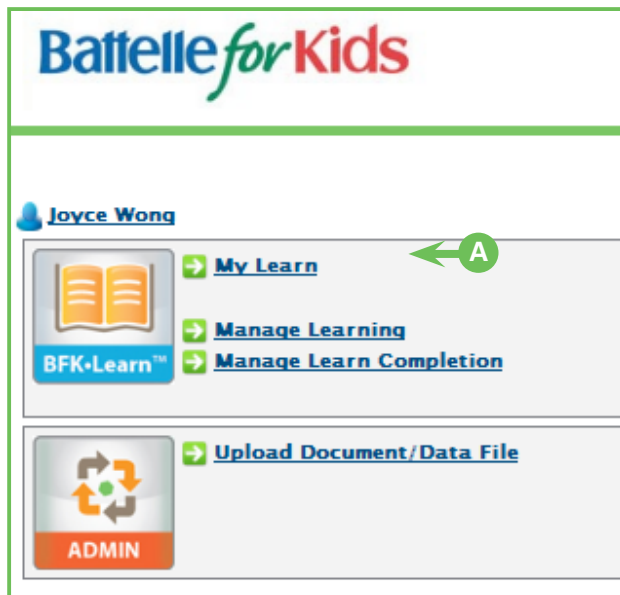 Battelle for Kids
Joyce Wong
My Learn
A
Manage Learning
Manage Learn Completion
BFK•Learn™
Upload Document/Data File
ADMIN